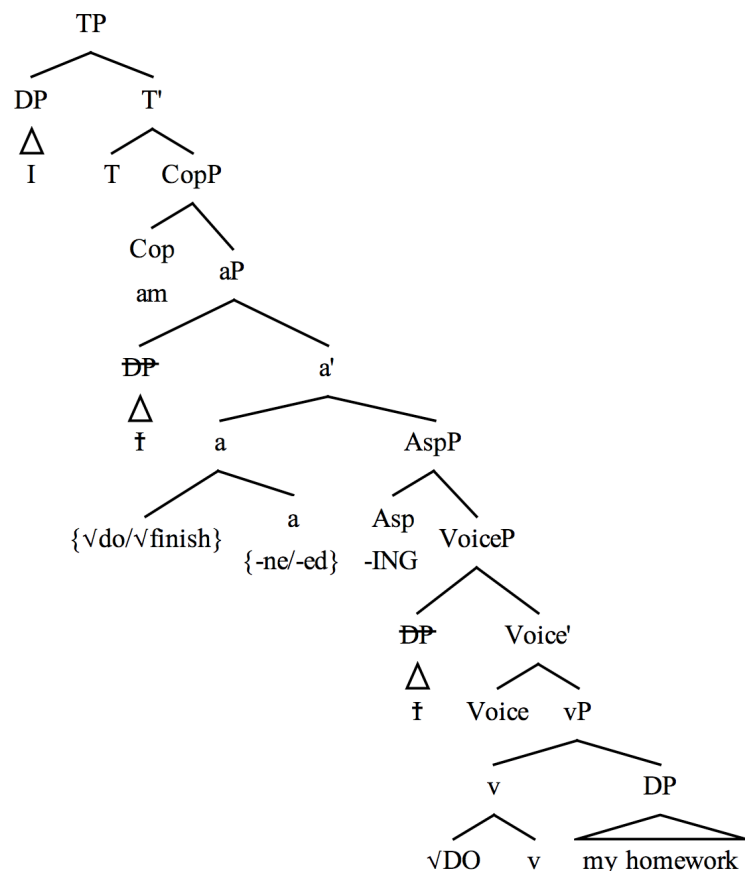 TP
DP T'
I T CopP
Cop aP
am
DP a'
I a AspP
{√do/√finish} a Asp VoiceP
{-ne/-ed} -ING
DP Voice'
I Voice vP
v DP
√DO v my homework